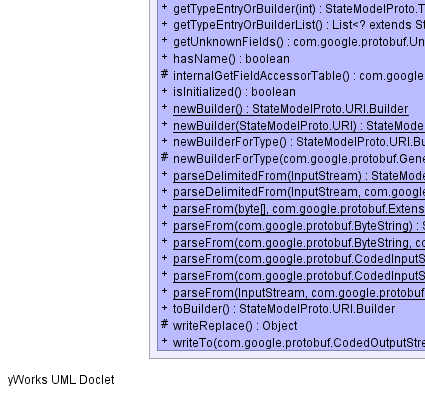 + getTypeEntryOrBuilder(int) : StateModelProto.T
+ getTypeEntryOrBuilderList() : List<? extends S
+ getUnknownFields() : com.google.protobuf.Un
+ hasName() : boolean
# internalGetFieldAccessorTable() : com.goog
+ isInitialized() : boolean
+ newBuilder() : StateModelProto.URI.Builder
+ newBuilder(StateModelProto.URI) : StateMode
+ newBuilderForType() : StateModelProto.URI.Bu
# newBuilderForType(com.google.protobuf.Gene
+ parseDelimitedFrom(InputStream) : StateMod
+ parseDelimitedFrom(InputStream, com.goog
+ parseFrom(byte[], com.google.protobuf.Extens
+ parseFrom(com.google.protobuf.ByteString) : S
+ parseFrom(com.google.protobuf.ByteString, co
+ parseFrom(com.google.protobuf.CodedInputS
+ parseFrom(com.google.protobuf.CodedInputS
+ parseFrom(InputStream, com.google.protobuf
+ toBuilder() : StateModelProto.URI.Builder
# writeReplace() : Object
+ writeTo(com.google.protobuf.CodedOutputStre
yWorks UML Doclet